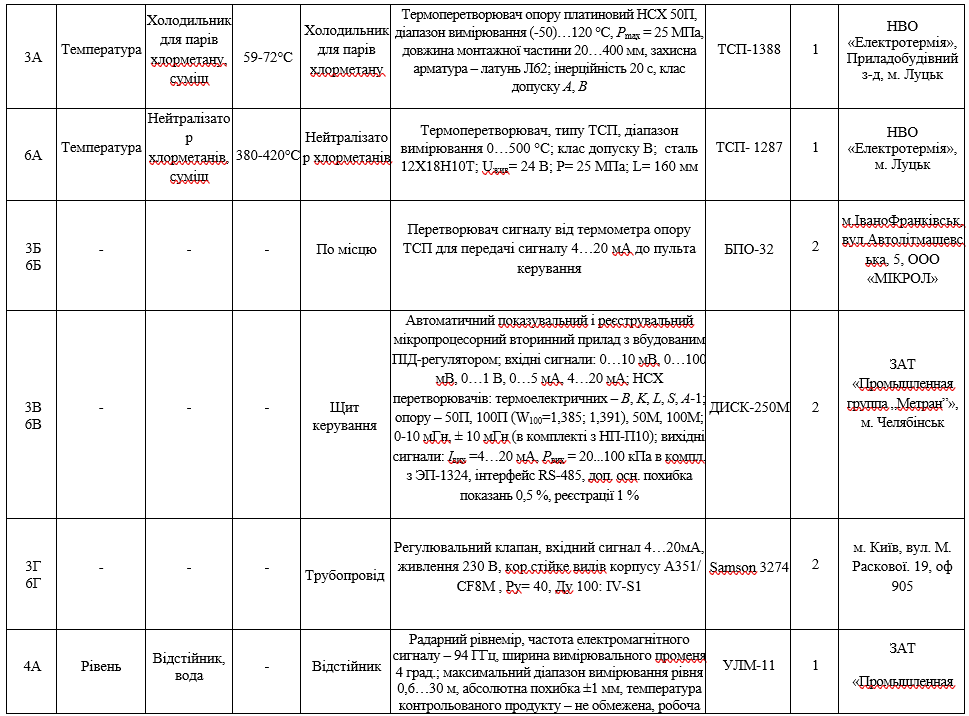 3А
Температура
Холодильник
для парів
хлорметану,
суміш
59-72°С
Холодильник
для парів
хлорметану
Термоперетворювач опору платиновий НСХ 50П,
діапазон вимірювання (-50)…120 °С, Pmax = 25 МПа,
довжина монтажної частини 20…400 мм, захисна
арматура – латунь Л62; інерційність 20 с, клас
допуску А, В
ТСП-1388
1
НВО
«Електротермія»,
Приладобудівний
з-д, м. Луцьк
6А
Температура
Нейтралізато
р
хлорметанів,
суміш
380-420°С
Нейтралізато
р хлорметанів
Термоперетворювач, типу ТСП, діапазон
вимірювання 0…500 °С; клас допуску В; сталь
12Х18Н10Т; Uжив= 24 В; Р= 25 МПа; L= 160 мм
ТСП- 1287
1
НВО
«Електротермія»,
м. Луцьк
3Б
6Б
-
-
-
По місцю
Перетворювач сигналу від термометра опору
ТСП для передачі сигналу 4…20 мА до пульта
керування
БПО-32
2
м.ІваноФранківськ,
вул.Автолітмашевс
ька, 5, ООО
«МІКРОЛ»
3В
6В
-
-
-
Щит
керування
Автоматичний показувальний і реєструвальний
мікропроцесорний вторинний прилад з вбудованим
ПІД-регулятором; вхідні сигнали: 0…10 мВ, 0…100
мВ, 0…1 В, 0…5 мА, 4…20 мА; НСХ
перетворювачів: термоелектричних – B, K, L, S, A-1;
опору – 50П, 100П (W100=1,385; 1,391), 50М, 100М;
0-10 мГн, ± 10 мГн (в комплекті з НП-П10); вихідні
сигнали: Iвих =4…20 мА, Pвих = 20...100 кПа в компл.
з ЭП-1324, інтерфейс RS-485, доп. осн. похибка
показань 0,5 %, реєстрації 1 %
ДИСК-250М
2
ЗАТ
«Промышленная
группа „Метран”»,
м. Челябінськ
3Г
6Г
-
-
-
Трубопровід
Регулювальний клапан, вхідний сигнал 4…20мА,
живлення 230 В, кор.стійке видів корпусу А351/
CF8M , Ру= 40, Ду 100: IV-S1
Samson 3274
2
м. Київ, вул. М.
Раскової. 19, оф
905
4А
Рівень
Відстійник,
вода
-
Відстійник
Радарний рівнемір, частота електромагнітного
сигналу – 94 ГГц, ширина вимірювального променя
4 град.; максимальний діапазон вимірювання рівня
0,6…30 м, абсолютна похибка ±1 мм, температура
контрольованого продукту – не обмежена, робоча
УЛМ-11
1
ЗАТ
«Промышленная